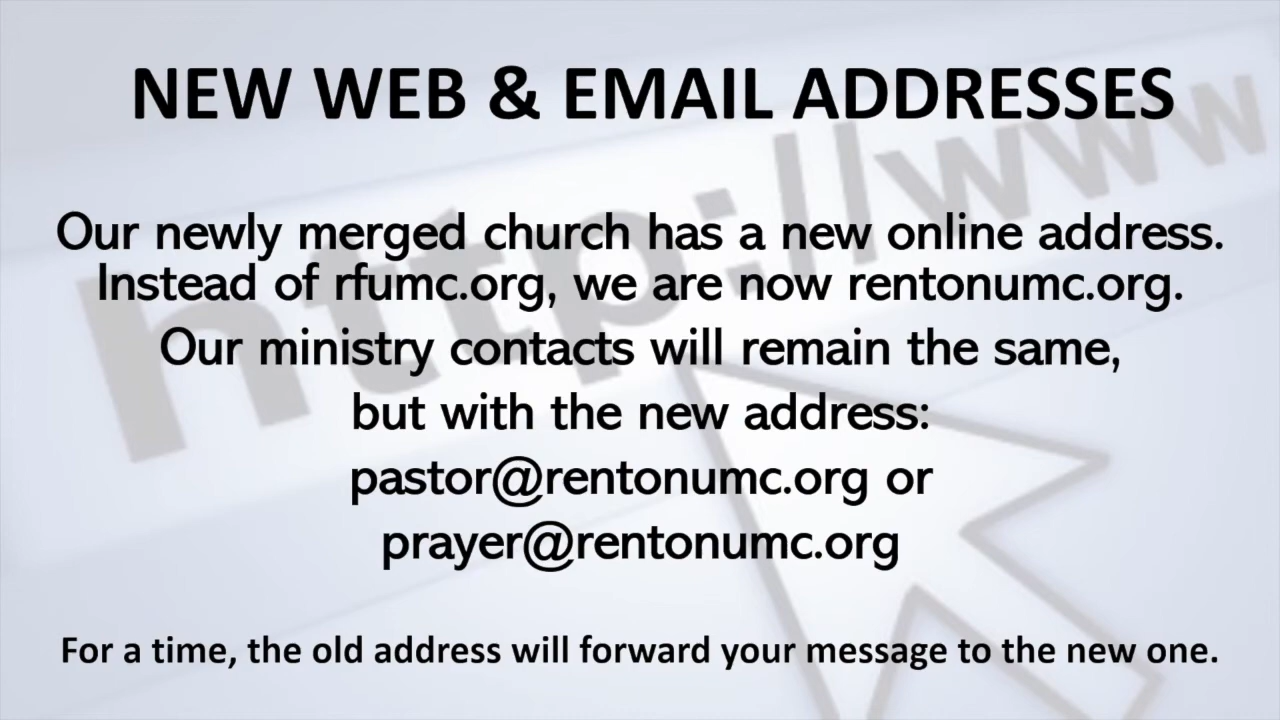 NEW WEB & EMAIL ADDRESSES
Our newly merged church has a new online address.
Instead of rfumc.org, we are now rentonumc.org.
Our ministry contacts will remain the same,
but with the new address:
pastor@rentonumc.org or
prayer@rentonumc.org
For a time, the old address will forward your message to the new one.
http://www